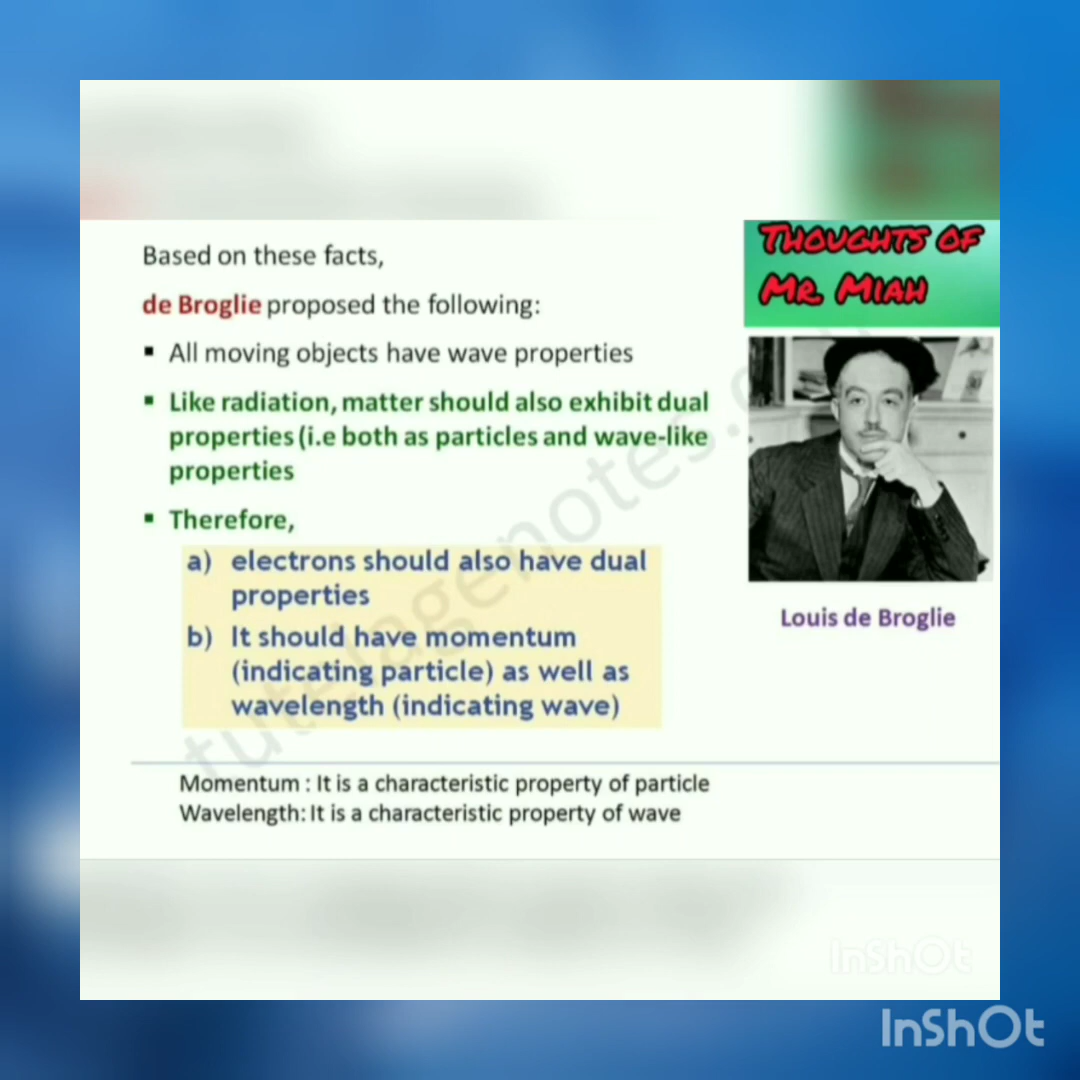 THOUGHTS OF
MR. MIAH
Based on these facts,
de Broglie proposed the following:
▪ All moving objects have wave properties
▪ Like radiation, matter should also exhibit dual
properties (i.e both as particles and wave-like
properties
▪ Therefore,
a) electrons should also have dual
properties
b) It should have momentum
(indicating particle) as well as
wavelength (indicating wave)
Louis de Broglie
Momentum : It is a characteristic property of particle
Wavelength: It is a characteristic property of wave
InShOt
InShOt